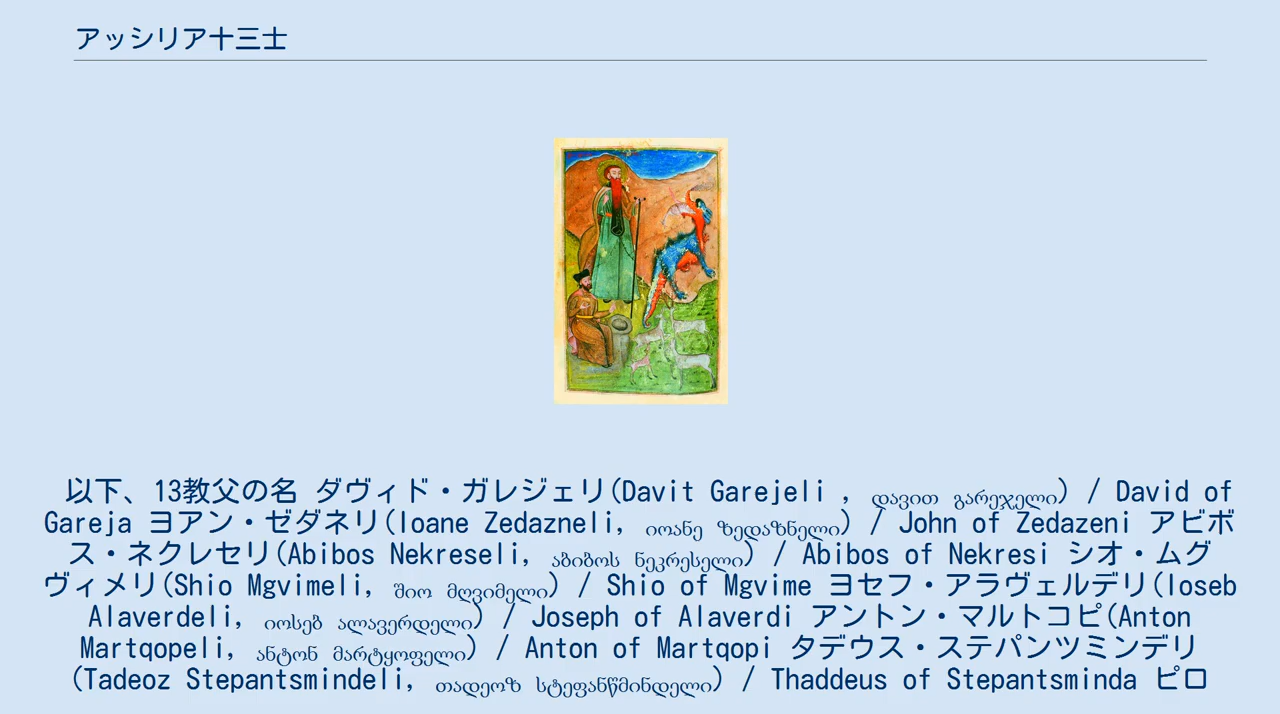 アッシリア十三士
以下、13教父の名 ダヴィド・ガレジェリ(Davit Garejeli , დავით გარეჯელი) / David of
Gareja ヨアン・ゼダネリ(Ioane Zedazneli, იოანე ზედაზნელი) / John of Zedazeni アビボ
ス・ネクレセリ(Abibos Nekreseli, აბიბოს ნეკრესელი) / Abibos of Nekresi シオ・ムグ
ヴィメリ(Shio Mgvimeli, შიო მღვიმელი) / Shio of Mgvime ヨセフ・アラヴェルデリ(Ioseb
Alaverdeli, იოსებ ალავერდელი) / Joseph of Alaverdi アントン・マルトコピ(Anton
Martqopeli, ანტონ მარტყოფელი) / Anton of Martqopi タデウス・ステパンツミンデリ
(Tadeoz Stepantsmindeli, თადეოზ სტეფანწმინდელი) / Thaddeus of Stepantsminda ピロ